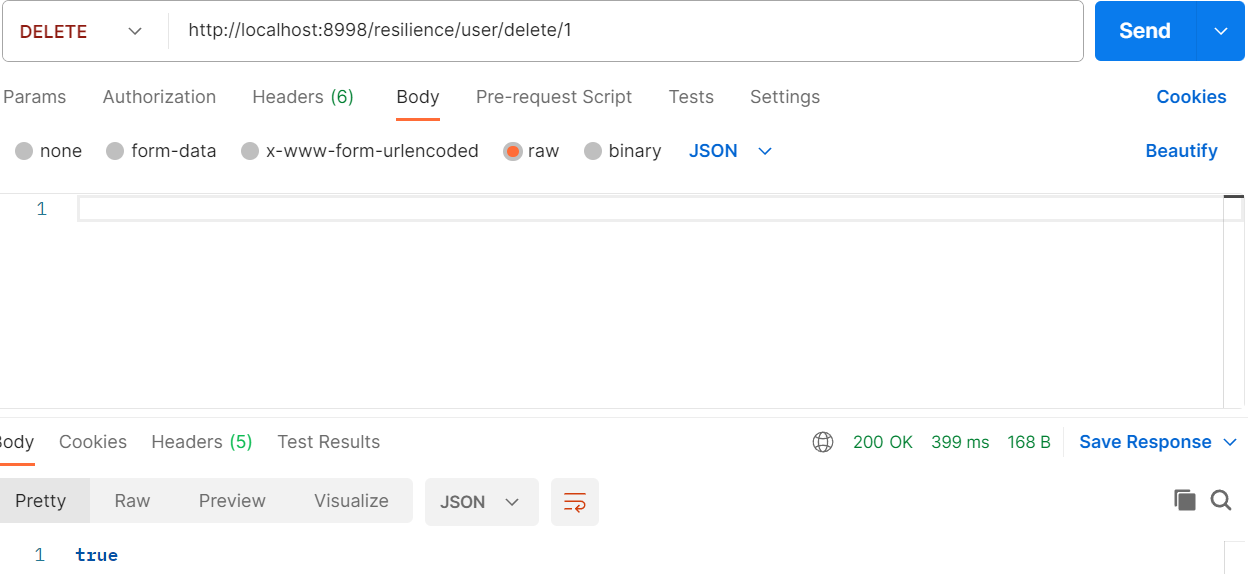 DELETE http://localhost:8998/resilience/user/delete/1 Send
Params Authorization Headers (6) Body Pre-request Script Tests Settings Cookies
none form-data x-www-form-urlencoded raw binary JSON Beautify
1
Body Cookies Headers (5) Test Results 200 OK 399 ms 168 B Save Response
Pretty Raw Preview Visualize JSON
1 true